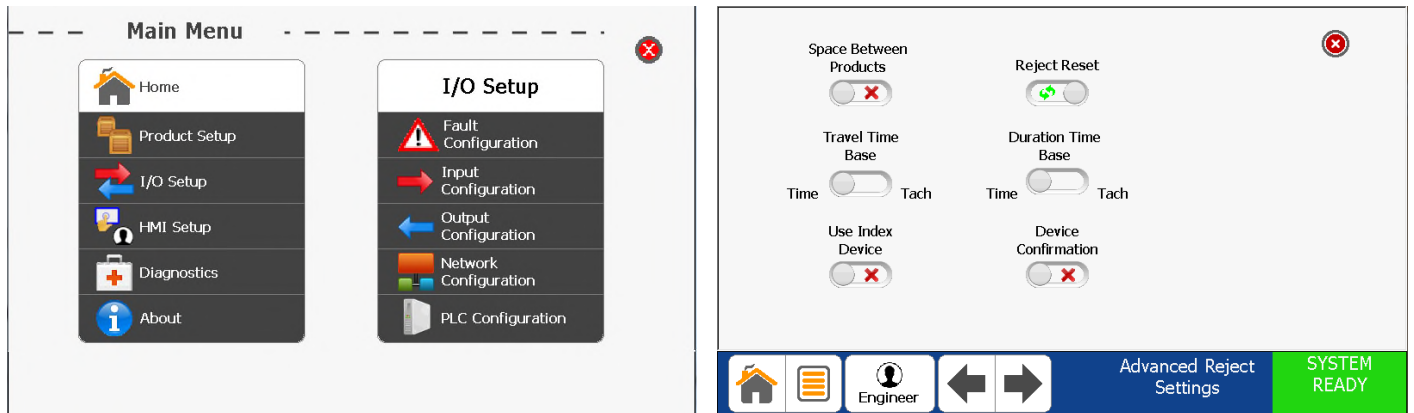 Main Menu
Home
Product Setup
I/O Setup
HMI Setup
Diagnostics
About
I/O Setup
Fault
Configuration
Input
Configuration
Output
Configuration
Network
Configuration
PLC Configuration
Space Between
Products
Reject Reset
Travel Time
Base
Time
Tach
Duration Time
Base
Time
Tach
Use Index
Device
Device
Confirmation
Engineer
Advanced Reject
Settings
SYSTEM
READY